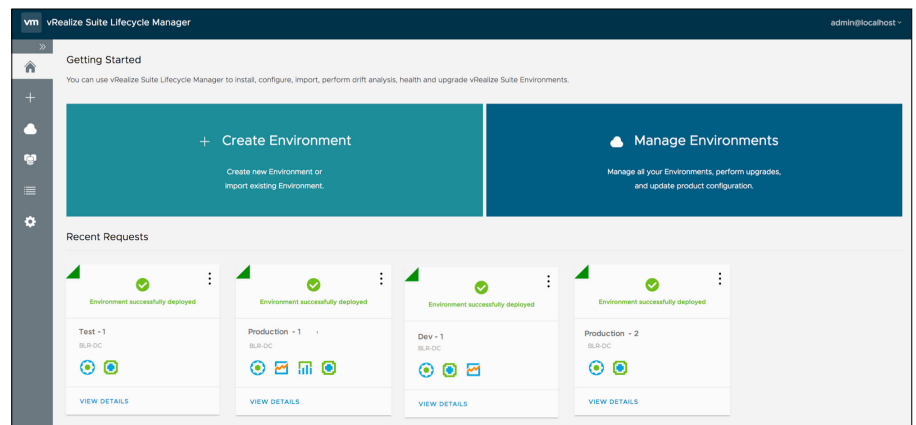 vm vRealize Suite Lifecycle Manager
admin@localhost
Getting Started
You can use vRealize Suite Lifecycle Manager to install, configure, import, perform drift analysis, health and upgrade vRealize Suite Environments.
+ Create Environment
Create new Environment or
import existing Environment.
Manage Environments
Manage all your Environments, perform upgrades,
and update product configuration.
Recent Requests
Environment successfully deployed
Test - 1
BLR-DC
VIEW DETAILS
Environment successfully deployed
Production - 1
BLR-DC
VIEW DETAILS
Environment successfully deployed
Dev - 1
BLR-DC
VIEW DETAILS
Environment successfully deployed
Production - 2
BLR-DC
VIEW DETAILS